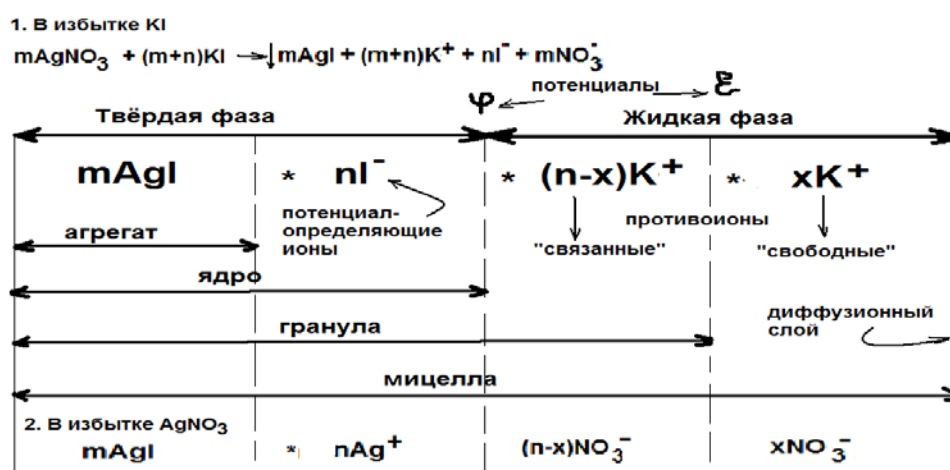 1. В избытке KI
mAgNO₃ + (m+n)KI → ↓mAgI + (m+n)K⁺ + nI⁻ + mNO₃⁻
φ потенциалы ξ
Твёрдая фаза Жидкая фаза
mAgI * nI⁻ * (n-x)K⁺ * xK⁺
потенциал-
определяющие
ионы
противоионы
"связанные" "свободные"
агрегат
ядро
диффузионный
слой
гранула
мицелла
2. В избытке AgNO₃
mAgI * nAg⁺ (n-x)NO₃⁻ xNO₃⁻